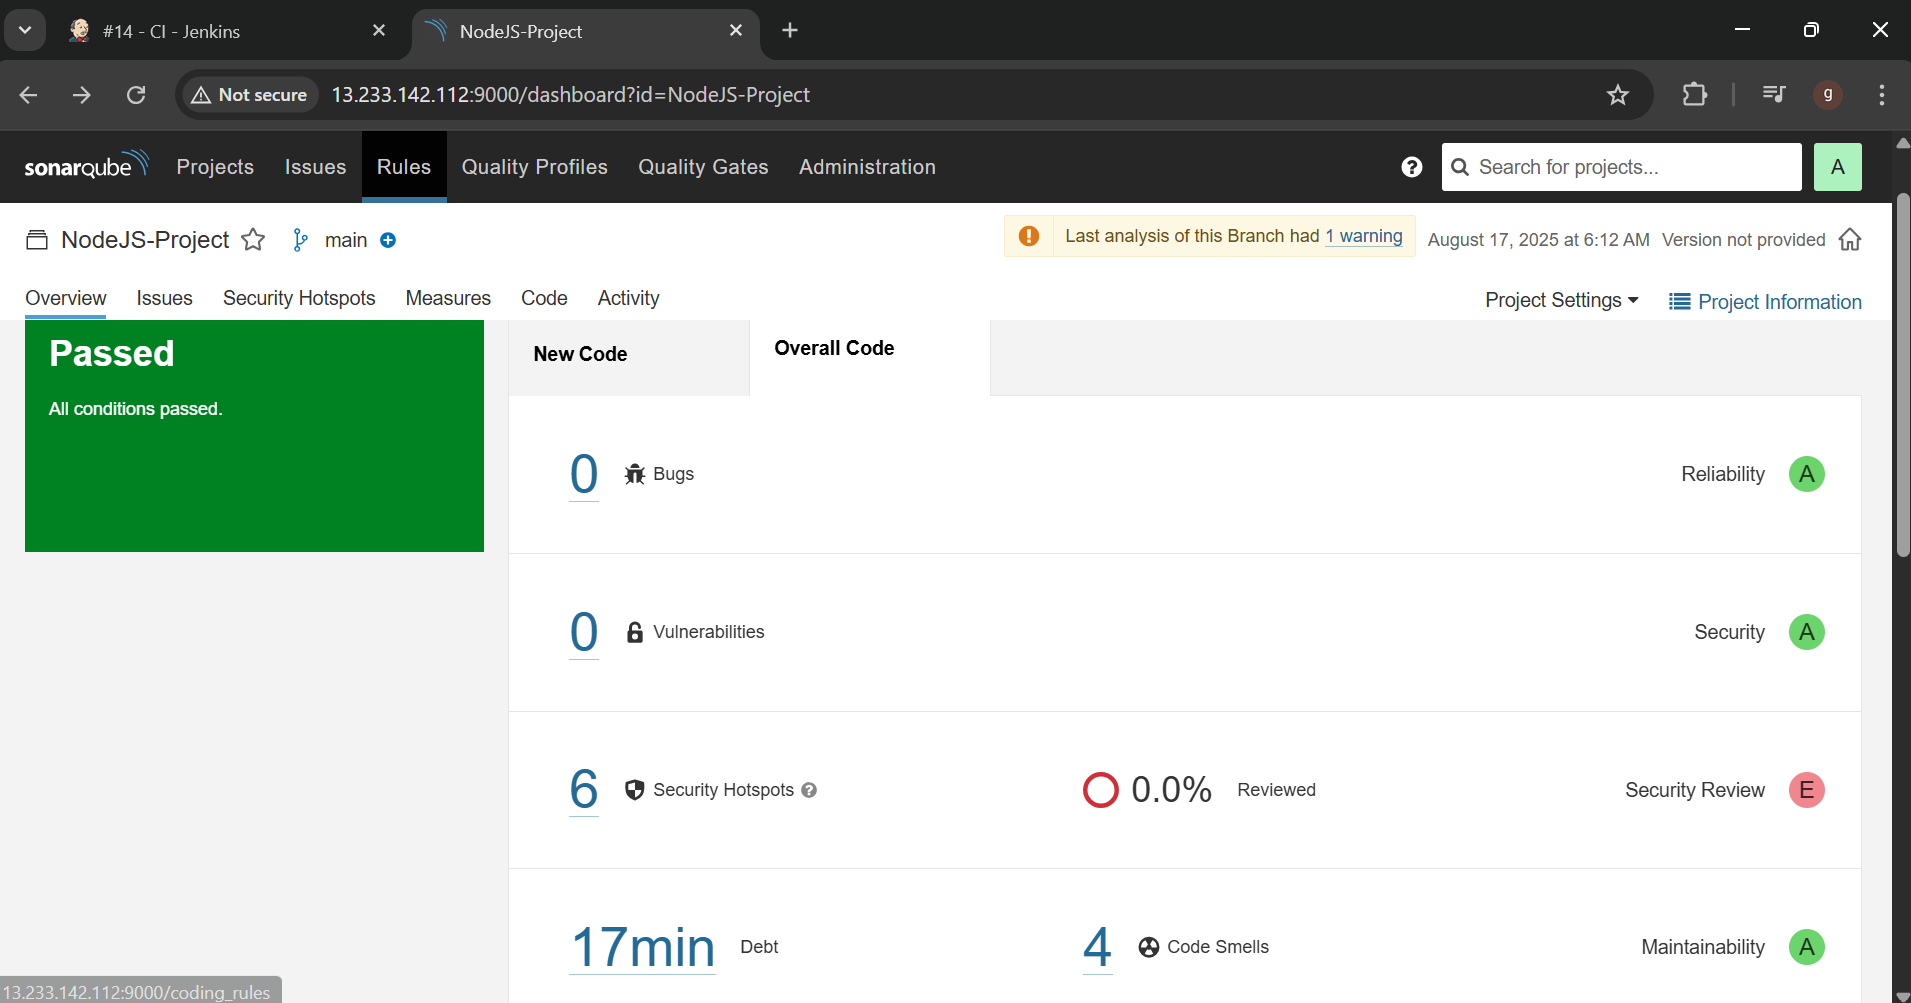 #14 - CI - Jenkins
NodeJS-Project
Not secure
13.233.142.112:9000/dashboard?id=NodeJS-Project
g
sonarqube
Projects
Issues
Rules
Quality Profiles
Quality Gates
Administration
?
Search for projects...
A
NodeJS-Project
main
Last analysis of this Branch had 1 warning
August 17, 2025 at 6:12 AM
Version not provided
Overview
Issues
Security Hotspots
Measures
Code
Activity
Project Settings
Project Information
Passed
All conditions passed.
New Code
Overall Code
0
Bugs
Reliability
A
0
Vulnerabilities
Security
A
6
Security Hotspots
?
0.0%
Reviewed
Security Review
E
17min
Debt
4
Code Smells
Maintainability
A
13.233.142.112:9000/coding_rules